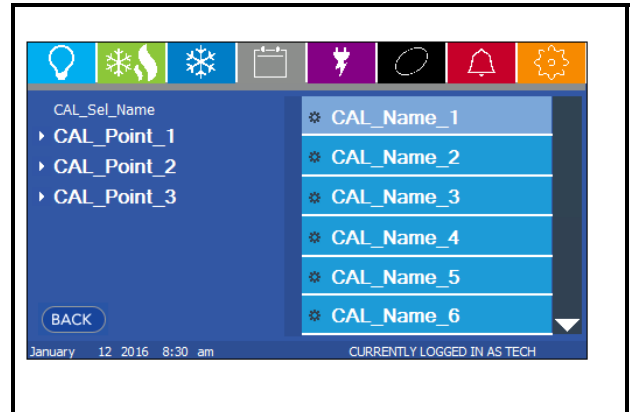 CAL_Sel_Name
CAL_Point_1
CAL_Point_2
CAL_Point_3
BACK
CAL_Name_1
CAL_Name_2
CAL_Name_3
CAL_Name_4
CAL_Name_5
CAL_Name_6
January 12 2016 8:30 am
CURRENTLY LOGGED IN AS TECH